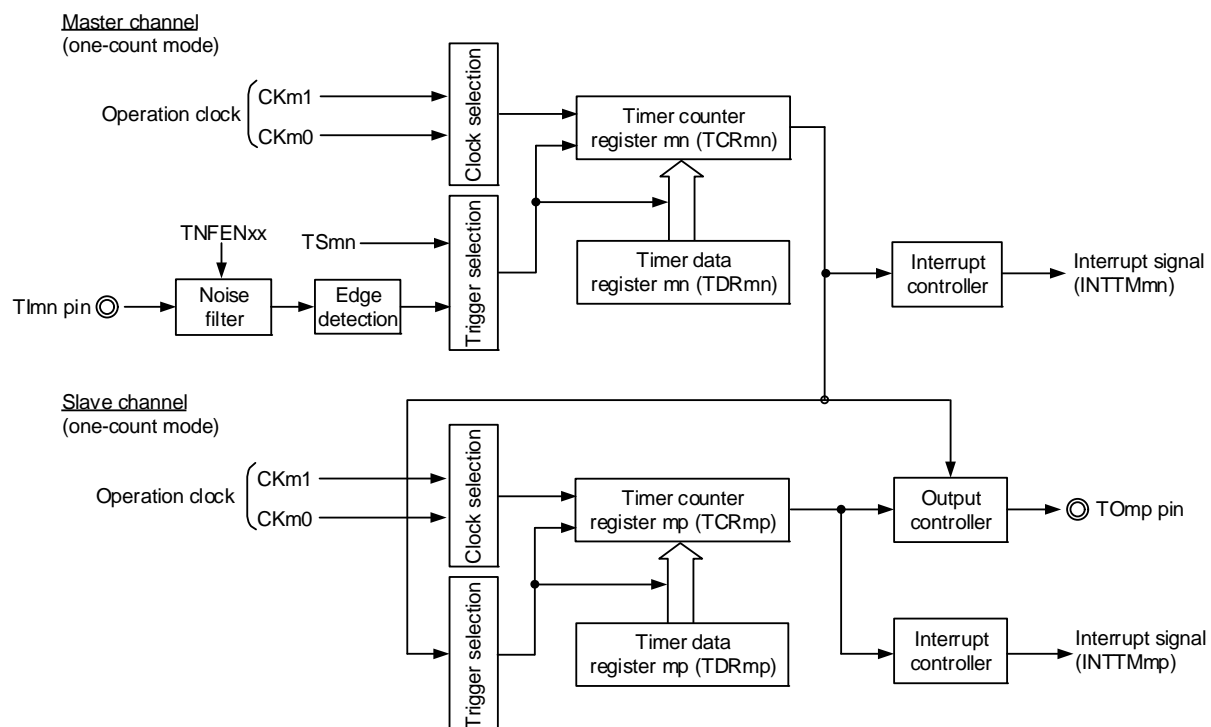 Master channel
(one-count mode)
Operation clock
CKm1
CKm0
Clock selection
Timer counter
register mn (TCRmn)
TNFENxx
TSmn
Trigger selection
Timer data
register mn (TDRmn)
Interrupt
controller
Interrupt signal
(INTTMmn)
TImn pin
Noise
filter
Edge
detection
Slave channel
(one-count mode)
Operation clock
CKm1
CKm0
Clock selection
Timer counter
register mp (TCRmp)
Output
controller
TOmp pin
Trigger selection
Timer data
register mp (TDRmp)
Interrupt
controller
Interrupt signal
(INTTMmp)